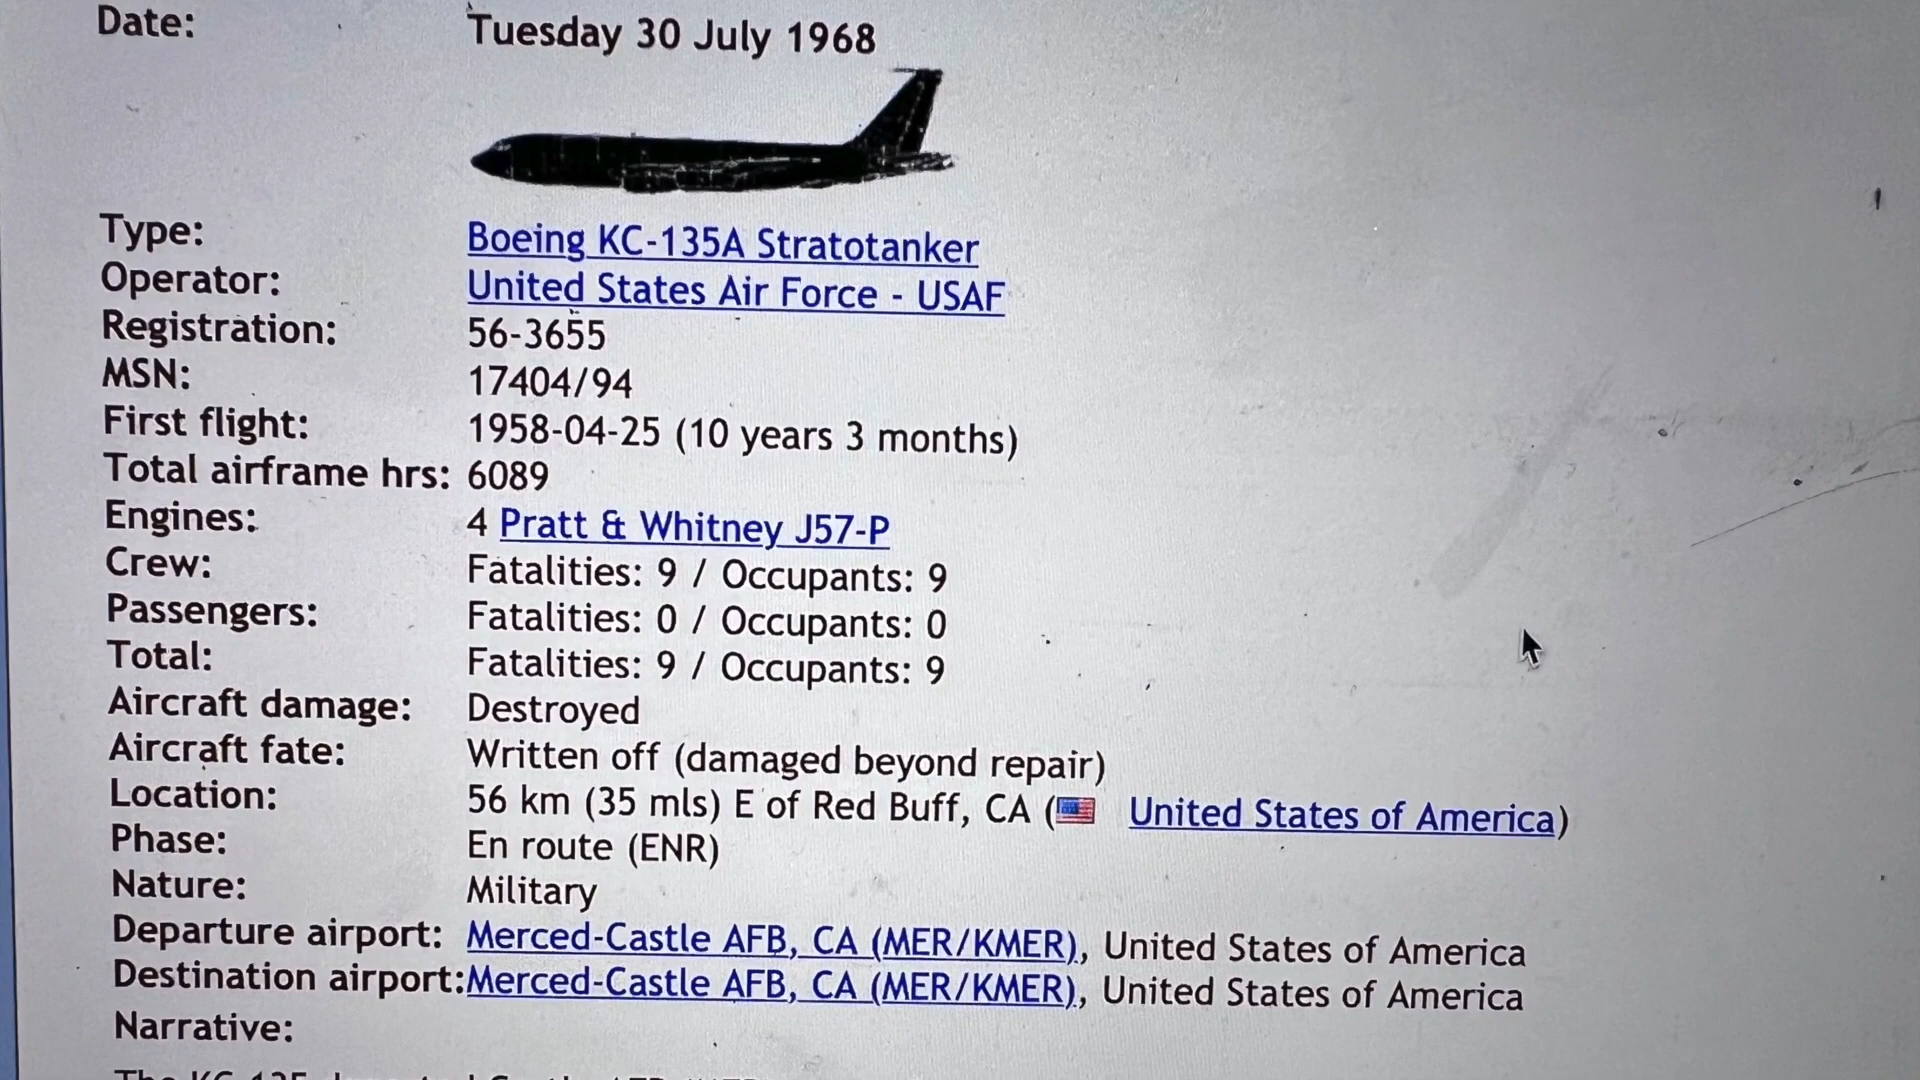 Date: Tuesday 30 July 1968
Type: Boeing KC-135A Stratotanker
Operator: United States Air Force - USAF
Registration: 56-3655
MSN: 17404/94
First flight: 1958-04-25 (10 years 3 months)
Total airframe hrs: 6089
Engines: 4 Pratt & Whitney J57-P
Crew: Fatalities: 9 / Occupants: 9
Passengers: Fatalities: 0 / Occupants: 0
Total: Fatalities: 9 / Occupants: 9
Aircraft damage: Destroyed
Aircraft fate: Written off (damaged beyond repair)
Location: 56 km (35 mls) E of Red Buff, CA ( United States of America)
Phase: En route (ENR)
Nature: Military
Departure airport: Merced-Castle AFB, CA (MER/KMER), United States of America
Destination airport: Merced-Castle AFB, CA (MER/KMER), United States of America
Narrative: